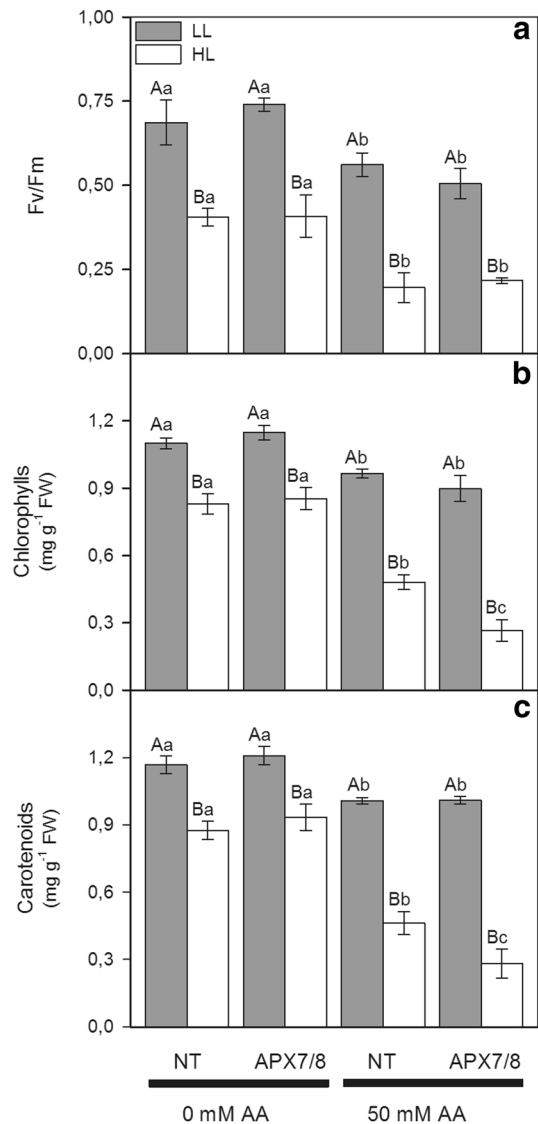 1,00
a
LL
HL
Aa
Aa
0,75
Ab
Ab
Fv/Fm
0,50
Ba
Ba
Bb
Bb
0,25
0,00
b
1,2
Aa
Aa
Ab
Ab
Chlorophylls
(mg g⁻¹ FW)
0,9
Ba
Ba
0,6
Bb
Bc
0,3
0,0
c
1,2
Aa
Aa
Ab
Ab
Carotenoids
(mg g⁻¹ FW)
0,9
Ba
Ba
0,6
Bb
Bc
0,3
0,0
NT APX7/8 NT APX7/8
0 mM AA 50 mM AA